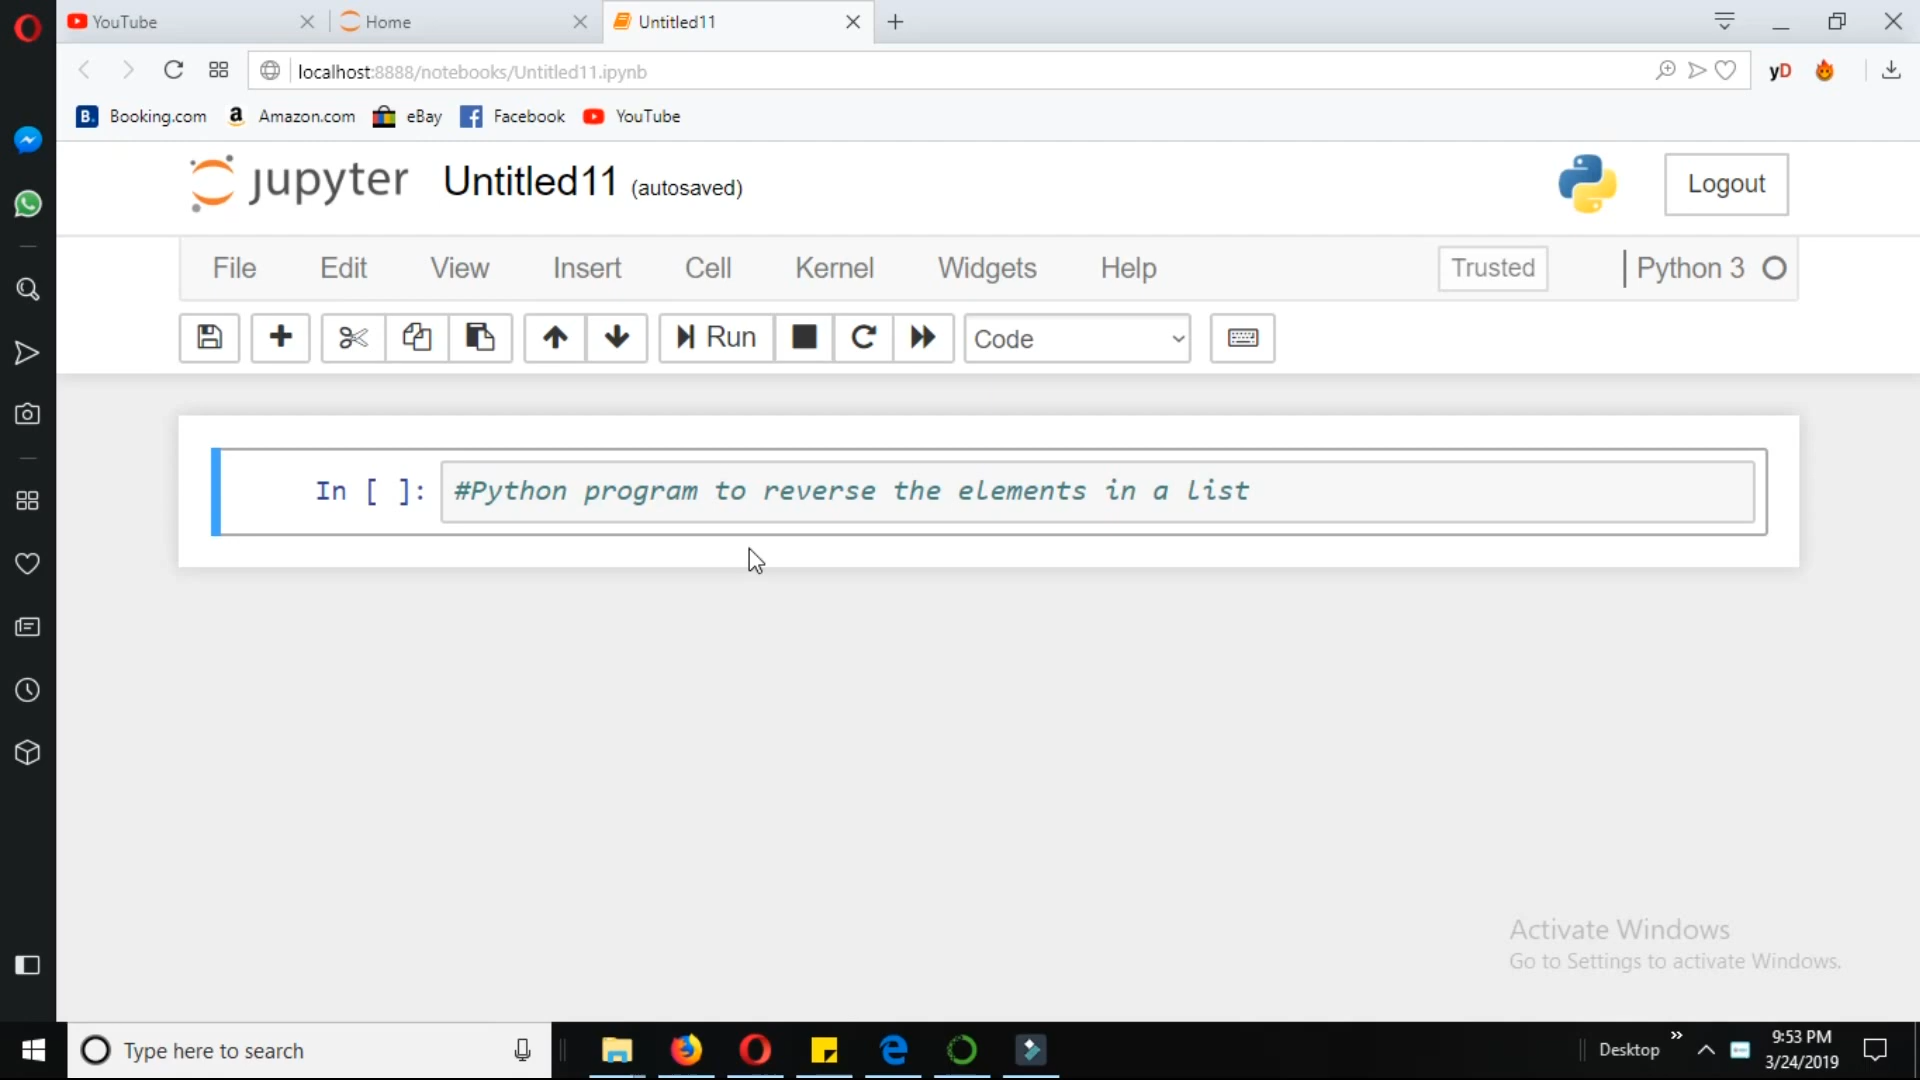 YouTube
Home
Untitled11
localhost:8888/notebooks/Untitled11.ipynb
yD
B. Booking.com
a Amazon.com
eBay
Facebook
YouTube
jupyter Untitled11 (autosaved)
Logout
File Edit View Insert Cell Kernel Widgets Help
Trusted
Python 3
Run
Code
In [ ]: #Python program to reverse the elements in a list
Activate Windows
Go to Settings to activate Windows.
Type here to search
Desktop
9:53 PM
3/24/2019